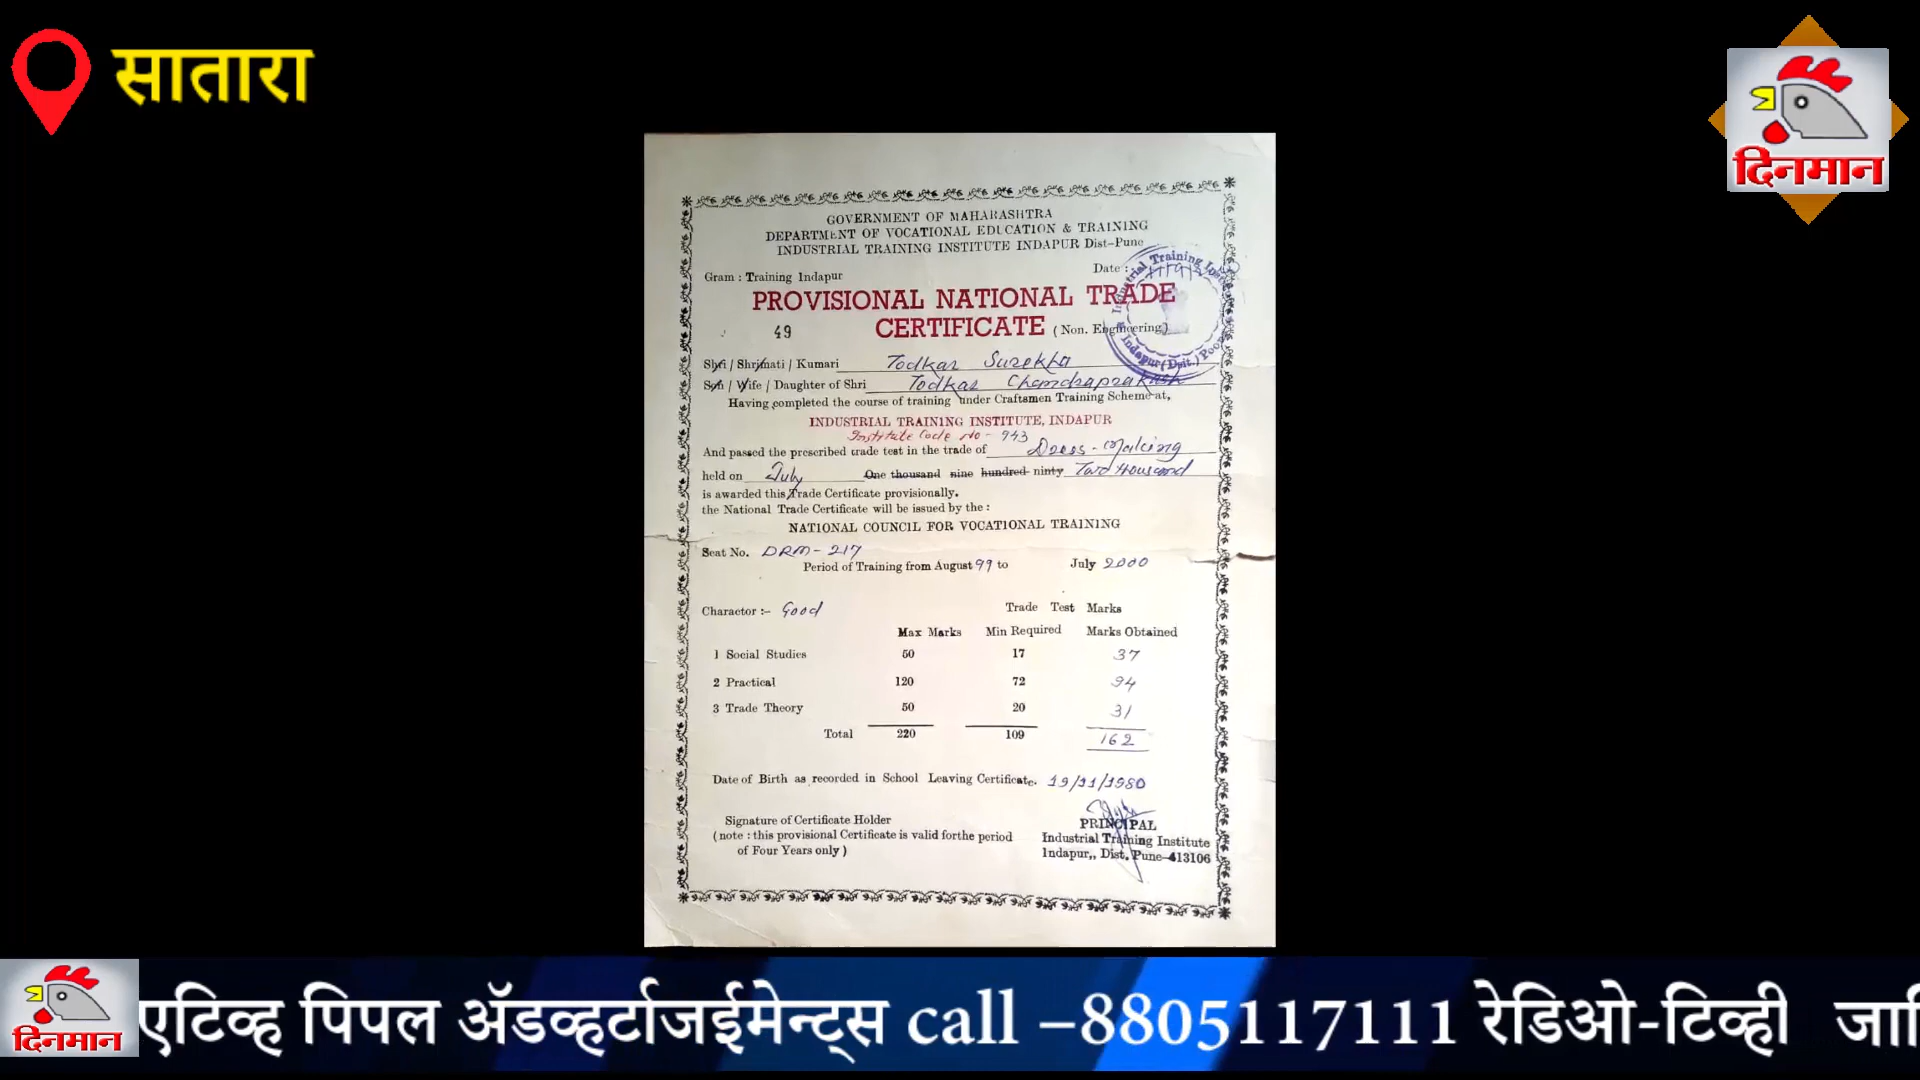 सातारा
दिनमान
GOVERNMENT OF MAHARASHTRA
DEPARTMENT OF VOCATIONAL EDUCATION & TRAINING
INDUSTRIAL TRAINING INSTITUTE INDAPUR Dist-Pune
Gram : Training Indapur Date :
PROVISIONAL NATIONAL TRADE
49 CERTIFICATE ( Non. Engineering )
Shri / Shrimati / Kumari Todkar Surekha
Son / Wife / Daughter of Shri Todkar Chandraprakash
Having completed the course of training under Craftsmen Training Scheme at,
INDUSTRIAL TRAINING INSTITUTE, INDAPUR
Institute Code No - 943
And passed the prescribed trade test in the trade of Dress - Making
held on July One thousand nine hundred ninty Two Thousand
is awarded this Trade Certificate provisionally.
the National Trade Certificate will be issued by the :
NATIONAL COUNCIL FOR VOCATIONAL TRAINING
Seat No. DRM - 217
Period of Training from August 99 to July 2000
Charactor :- Good Trade Test Marks
Max Marks Min Required Marks Obtained
1 Social Studies 50 17 37
2 Practical 120 72 94
3 Trade Theory 50 20 31
Total 220 109 162
Date of Birth as recorded in School Leaving Certificate. 19/11/1980
Signature of Certificate Holder
( note : this provisional Certificate is valid forthe period
of Four Years only )
PRINCIPAL
Industrial Training Institute
Indapur,, Dist. Pune-413106
दिनमान
एटिव्ह पिपल ॲडव्हर्टाजईमेन्ट्स call –8805117111 रेडिओ-टिव्ही